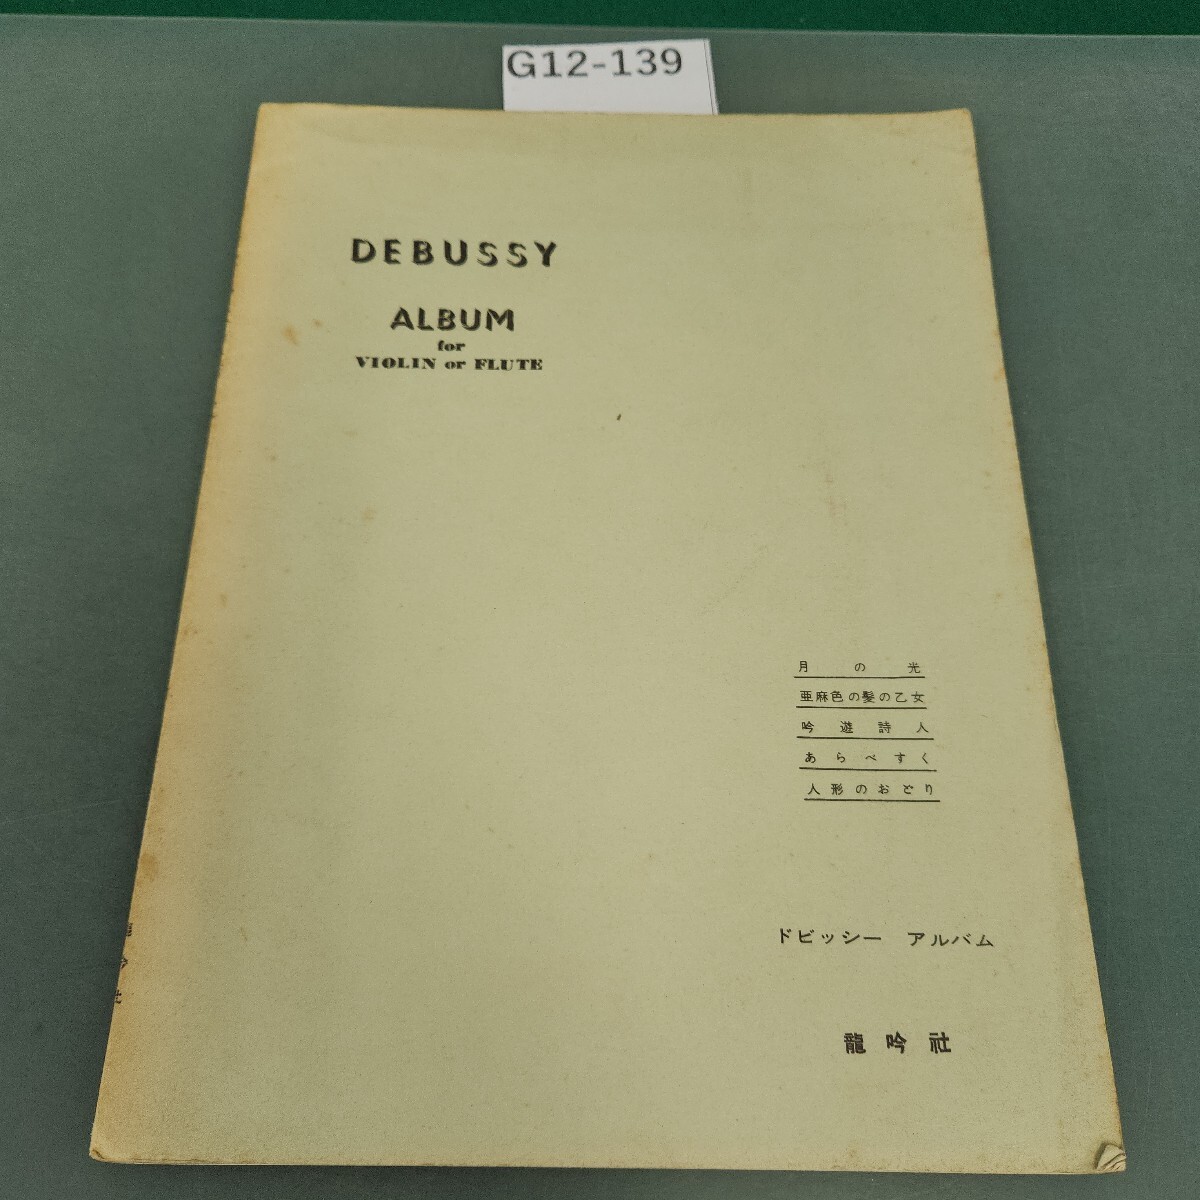 G12-139
DEBUSSY
ALBUM
for
VIOLIN or FLUTE
月の光
亜麻色の髪の乙女
吟遊詩人
あらべすく
人形のおどり
ドビッシー アルバム
龍吟社